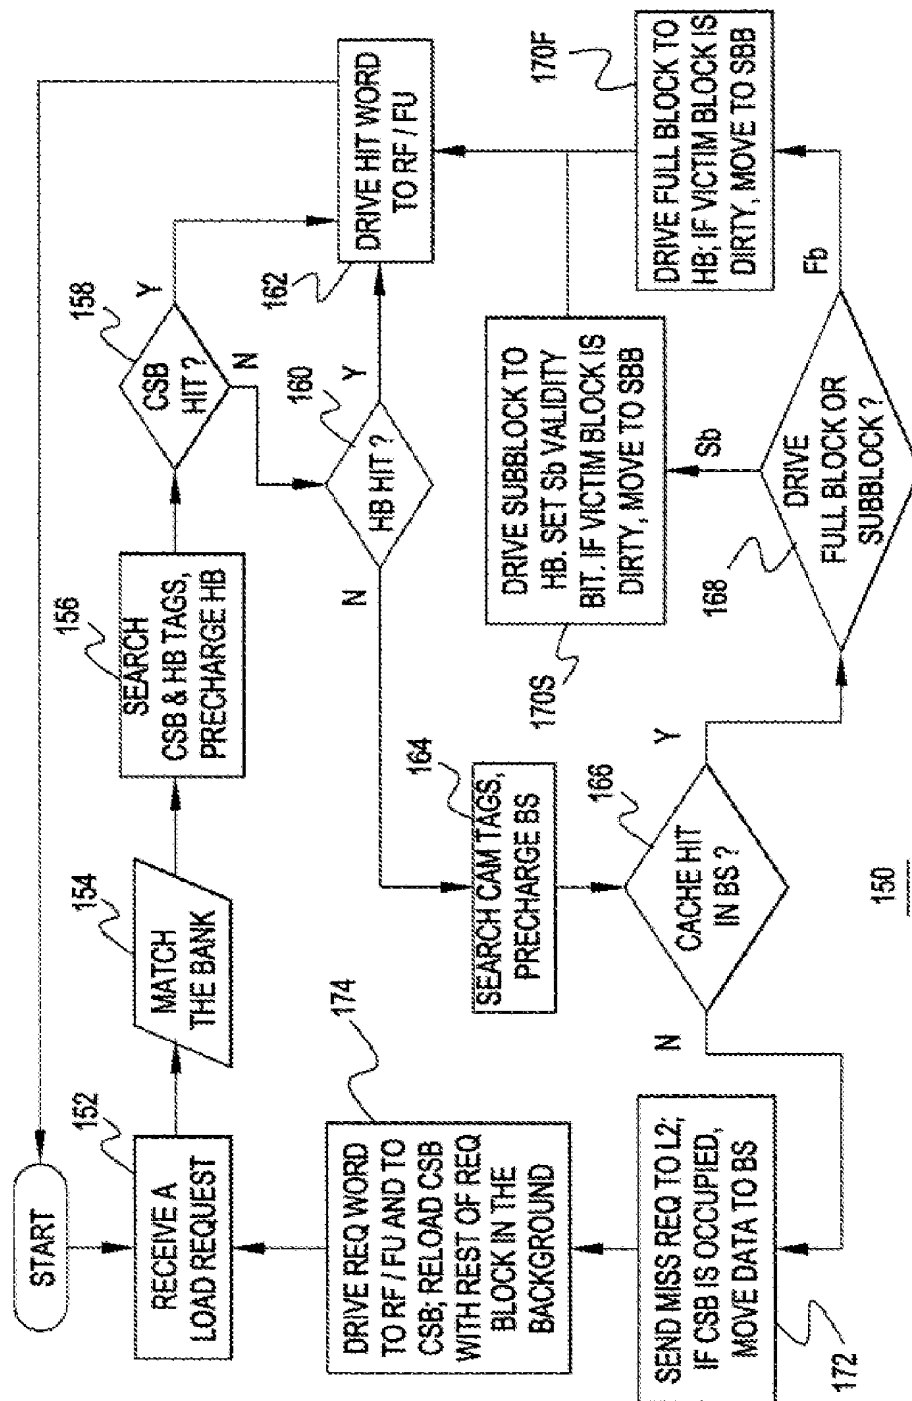 START
152
RECEIVE A
LOAD REQUEST
154
MATCH
THE BANK
156
SEARCH
CSB & HB TAGS,
PRECHARGE HB
158
CSB
HIT ?
Y
N
160
HB HIT ?
Y
N
162
DRIVE HIT WORD
TO RF / FU
164
SEARCH CAM TAGS,
PRECHARGE BS
166
CACHE HIT
IN BS ?
Y
N
168
DRIVE
FULL BLOCK OR
SUBBLOCK ?
Sb
Fb
170S
DRIVE SUBBLOCK TO
HB. SET Sb VALIDITY
BIT. IF VICTIM BLOCK IS
DIRTY, MOVE TO SBB
170F
DRIVE FULL BLOCK TO
HB; IF VICTIM BLOCK IS
DIRTY, MOVE TO SBB
172
SEND MISS REQ TO L2;
IF CSB IS OCCUPIED,
MOVE DATA TO BS
174
DRIVE REQ WORD
TO RF / FU AND TO
CSB; RELOAD CSB
WITH REST OF REQ
BLOCK IN THE
BACKGROUND
150